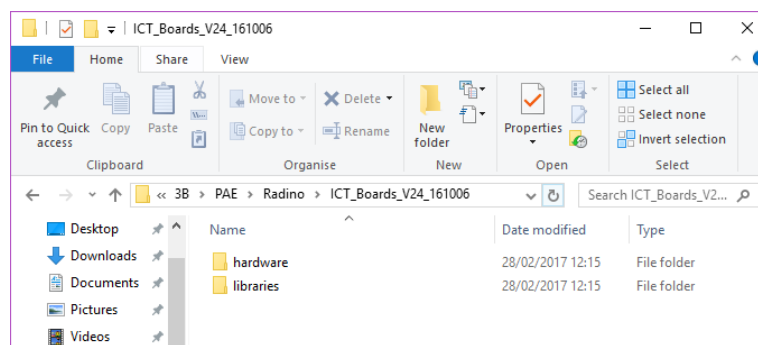 ICT_Boards_V24_161006
File Home Share View
Pin to Quick access
Copy
Paste
Move to
Copy to
Delete
Rename
New folder
Properties
Select all
Select none
Invert selection
Clipboard Organise New Open Select
« 3B > PAE > Radino > ICT_Boards_V24_161006 Search ICT_Boards_V2...
Name Date modified Type
Desktop
Downloads
Documents
Pictures
Videos
hardware 28/02/2017 12:15 File folder
libraries 28/02/2017 12:15 File folder